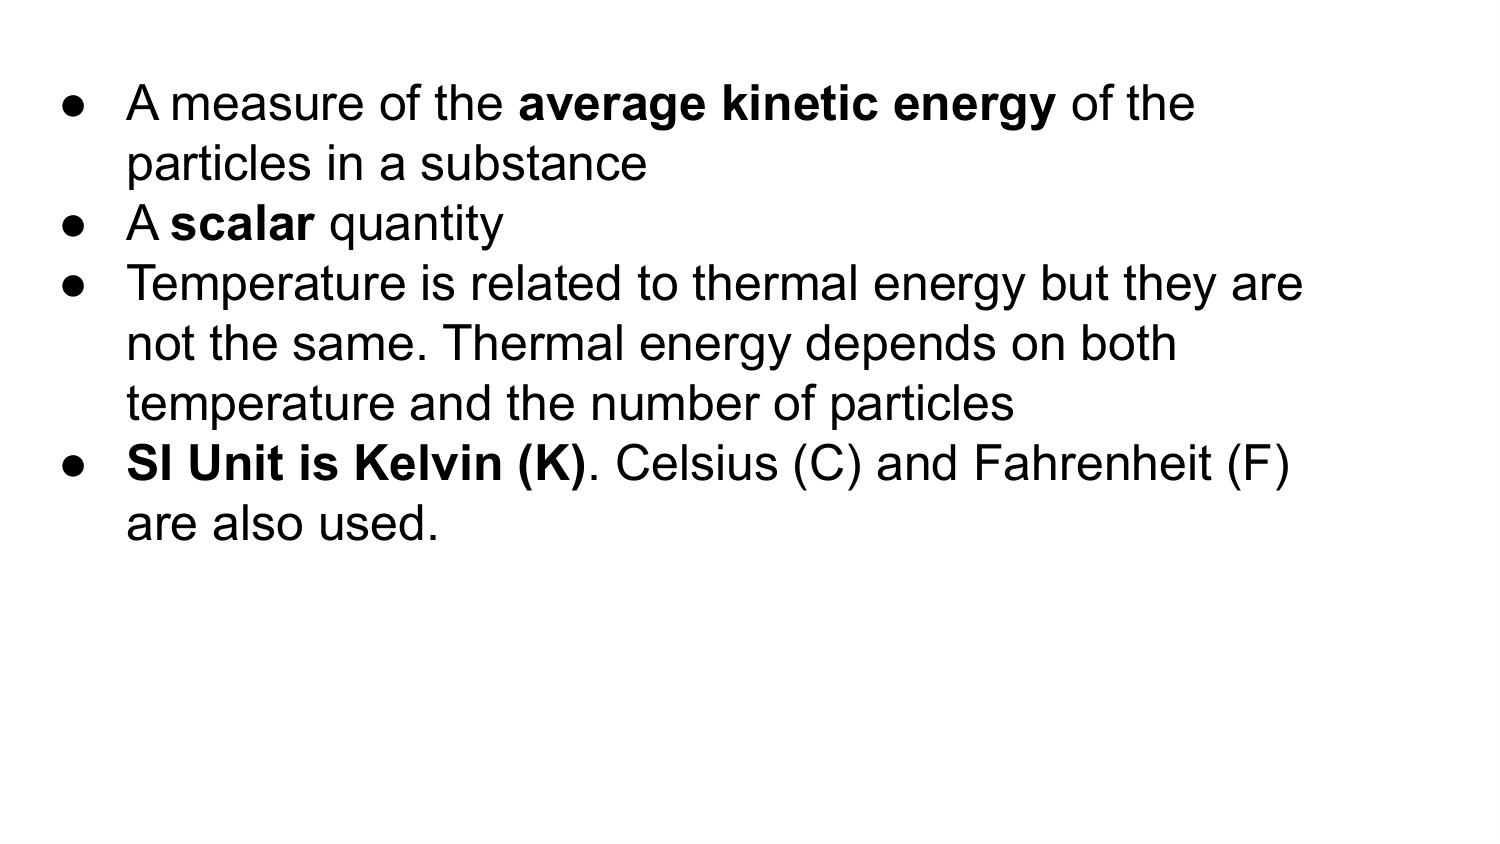 ● A measure of the average kinetic energy of the
particles in a substance
● A scalar quantity
● Temperature is related to thermal energy but they are
not the same. Thermal energy depends on both
temperature and the number of particles
● SI Unit is Kelvin (K). Celsius (C) and Fahrenheit (F)
are also used.